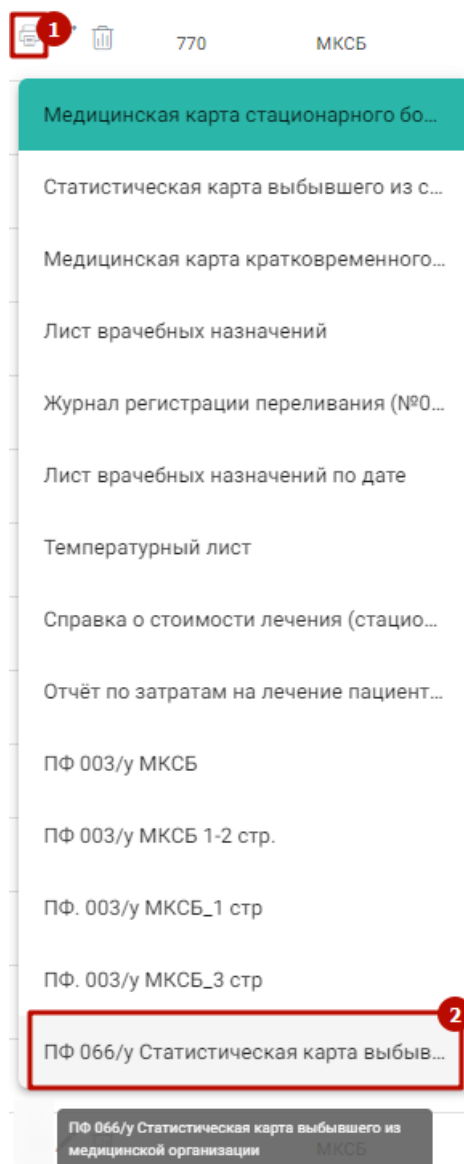 1
770 МКСБ
Медицинская карта стационарного бо...
Статистическая карта выбывшего из с...
Медицинская карта кратковременного...
Лист врачебных назначений
Журнал регистрации переливания (№0...
Лист врачебных назначений по дате
Температурный лист
Справка о стоимости лечения (стацио...
Отчёт по затратам на лечение пациент...
ПФ 003/у МКСБ
ПФ 003/у МКСБ 1-2 стр.
ПФ. 003/у МКСБ_1 стр
ПФ. 003/у МКСБ_3 стр
2
ПФ 066/у Статистическая карта выбыв...
ПФ 066/у Статистическая карта выбывшего из
медицинской организации
МКСБ